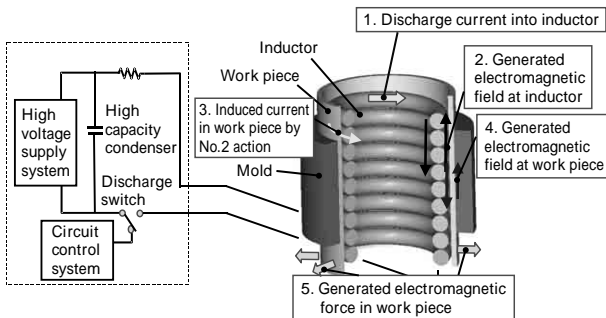 1. Discharge current into inductor
Inductor
Work piece
2. Generated
electromagnetic
field at inductor
3. Induced current
in work piece by
No.2 action
4. Generated
electromagnetic
field at work piece
Mold
High
voltage
supply
system
High
capacity
condenser
Discharge
switch
Circuit
control
system
5. Generated electromagnetic
force in work piece